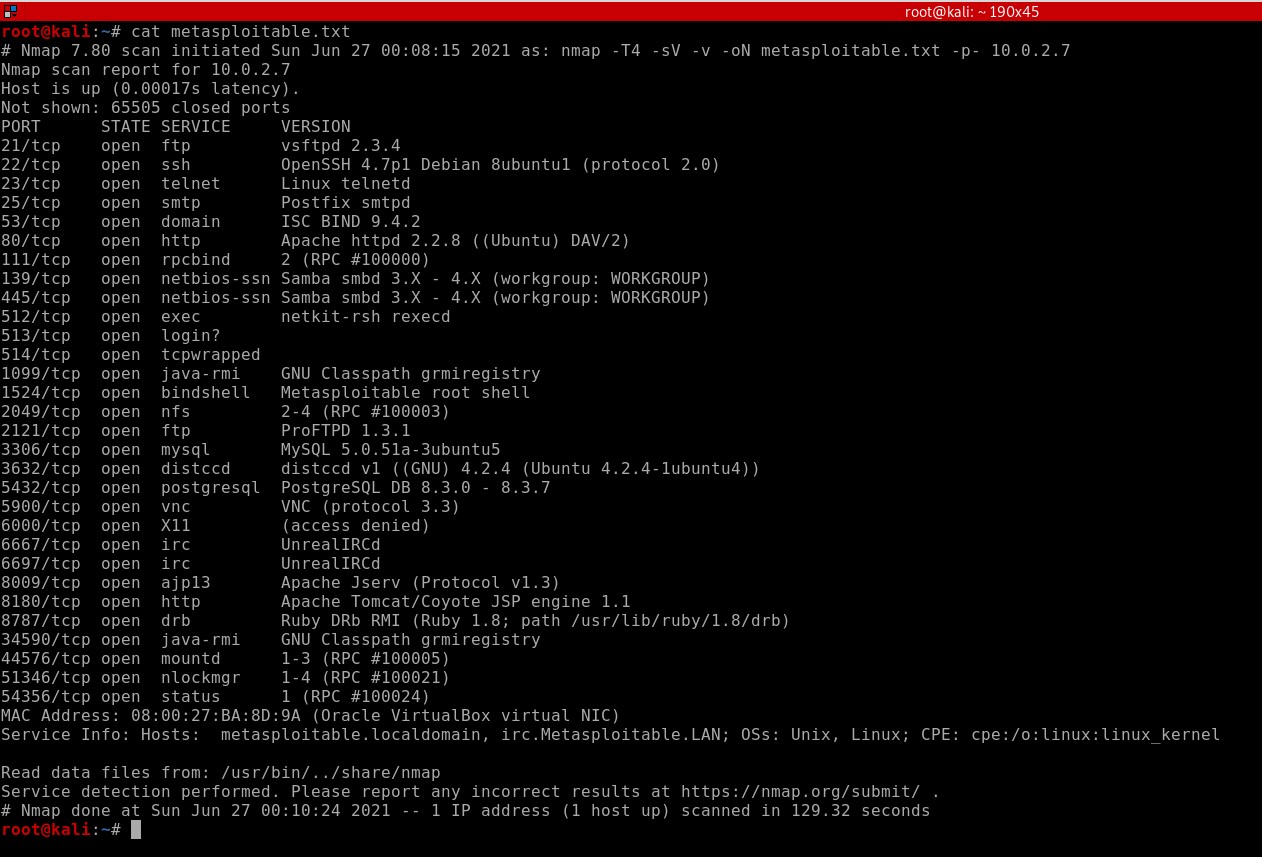 root@kali: ~ 190x45
root@kali:~# cat metasploitable.txt
# Nmap 7.80 scan initiated Sun Jun 27 00:08:15 2021 as: nmap -T4 -sV -v -oN metasploitable.txt -p- 10.0.2.7
Nmap scan report for 10.0.2.7
Host is up (0.00017s latency).
Not shown: 65505 closed ports
PORT      STATE SERVICE     VERSION
21/tcp    open  ftp         vsftpd 2.3.4
22/tcp    open  ssh         OpenSSH 4.7p1 Debian 8ubuntu1 (protocol 2.0)
23/tcp    open  telnet      Linux telnetd
25/tcp    open  smtp        Postfix smtpd
53/tcp    open  domain      ISC BIND 9.4.2
80/tcp    open  http        Apache httpd 2.2.8 ((Ubuntu) DAV/2)
111/tcp   open  rpcbind     2 (RPC #100000)
139/tcp   open  netbios-ssn Samba smbd 3.X - 4.X (workgroup: WORKGROUP)
445/tcp   open  netbios-ssn Samba smbd 3.X - 4.X (workgroup: WORKGROUP)
512/tcp   open  exec        netkit-rsh rexecd
513/tcp   open  login?
514/tcp   open  tcpwrapped
1099/tcp  open  java-rmi    GNU Classpath grmiregistry
1524/tcp  open  bindshell   Metasploitable root shell
2049/tcp  open  nfs         2-4 (RPC #100003)
2121/tcp  open  ftp         ProFTPD 1.3.1
3306/tcp  open  mysql       MySQL 5.0.51a-3ubuntu5
3632/tcp  open  distccd     distccd v1 ((GNU) 4.2.4 (Ubuntu 4.2.4-1ubuntu4))
5432/tcp  open  postgresql  PostgreSQL DB 8.3.0 - 8.3.7
5900/tcp  open  vnc         VNC (protocol 3.3)
6000/tcp  open  X11         (access denied)
6667/tcp  open  irc         UnrealIRCd
6697/tcp  open  irc         UnrealIRCd
8009/tcp  open  ajp13       Apache Jserv (Protocol v1.3)
8180/tcp  open  http        Apache Tomcat/Coyote JSP engine 1.1
8787/tcp  open  drb         Ruby DRb RMI (Ruby 1.8; path /usr/lib/ruby/1.8/drb)
34590/tcp open  java-rmi    GNU Classpath grmiregistry
44576/tcp open  mountd      1-3 (RPC #100005)
51346/tcp open  nlockmgr    1-4 (RPC #100021)
54356/tcp open  status      1 (RPC #100024)
MAC Address: 08:00:27:BA:8D:9A (Oracle VirtualBox virtual NIC)
Service Info: Hosts:  metasploitable.localdomain, irc.Metasploitable.LAN; OSs: Unix, Linux; CPE: cpe:/o:linux:linux_kernel
Read data files from: /usr/bin/../share/nmap
Service detection performed. Please report any incorrect results at https://nmap.org/submit/ .
# Nmap done at Sun Jun 27 00:10:24 2021 -- 1 IP address (1 host up) scanned in 129.32 seconds
root@kali:~#